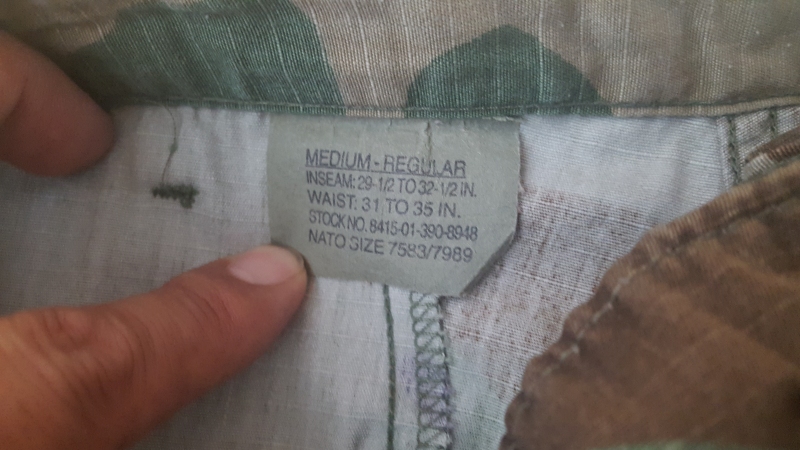 MEDIUM-REGULAR
INSEAM: 29-1/2 TO 32-1/2 IN.
WAIST: 31 TO 35 IN.
STOCK NO. 8415-01-390-8948
NATO SIZE 7583/7989